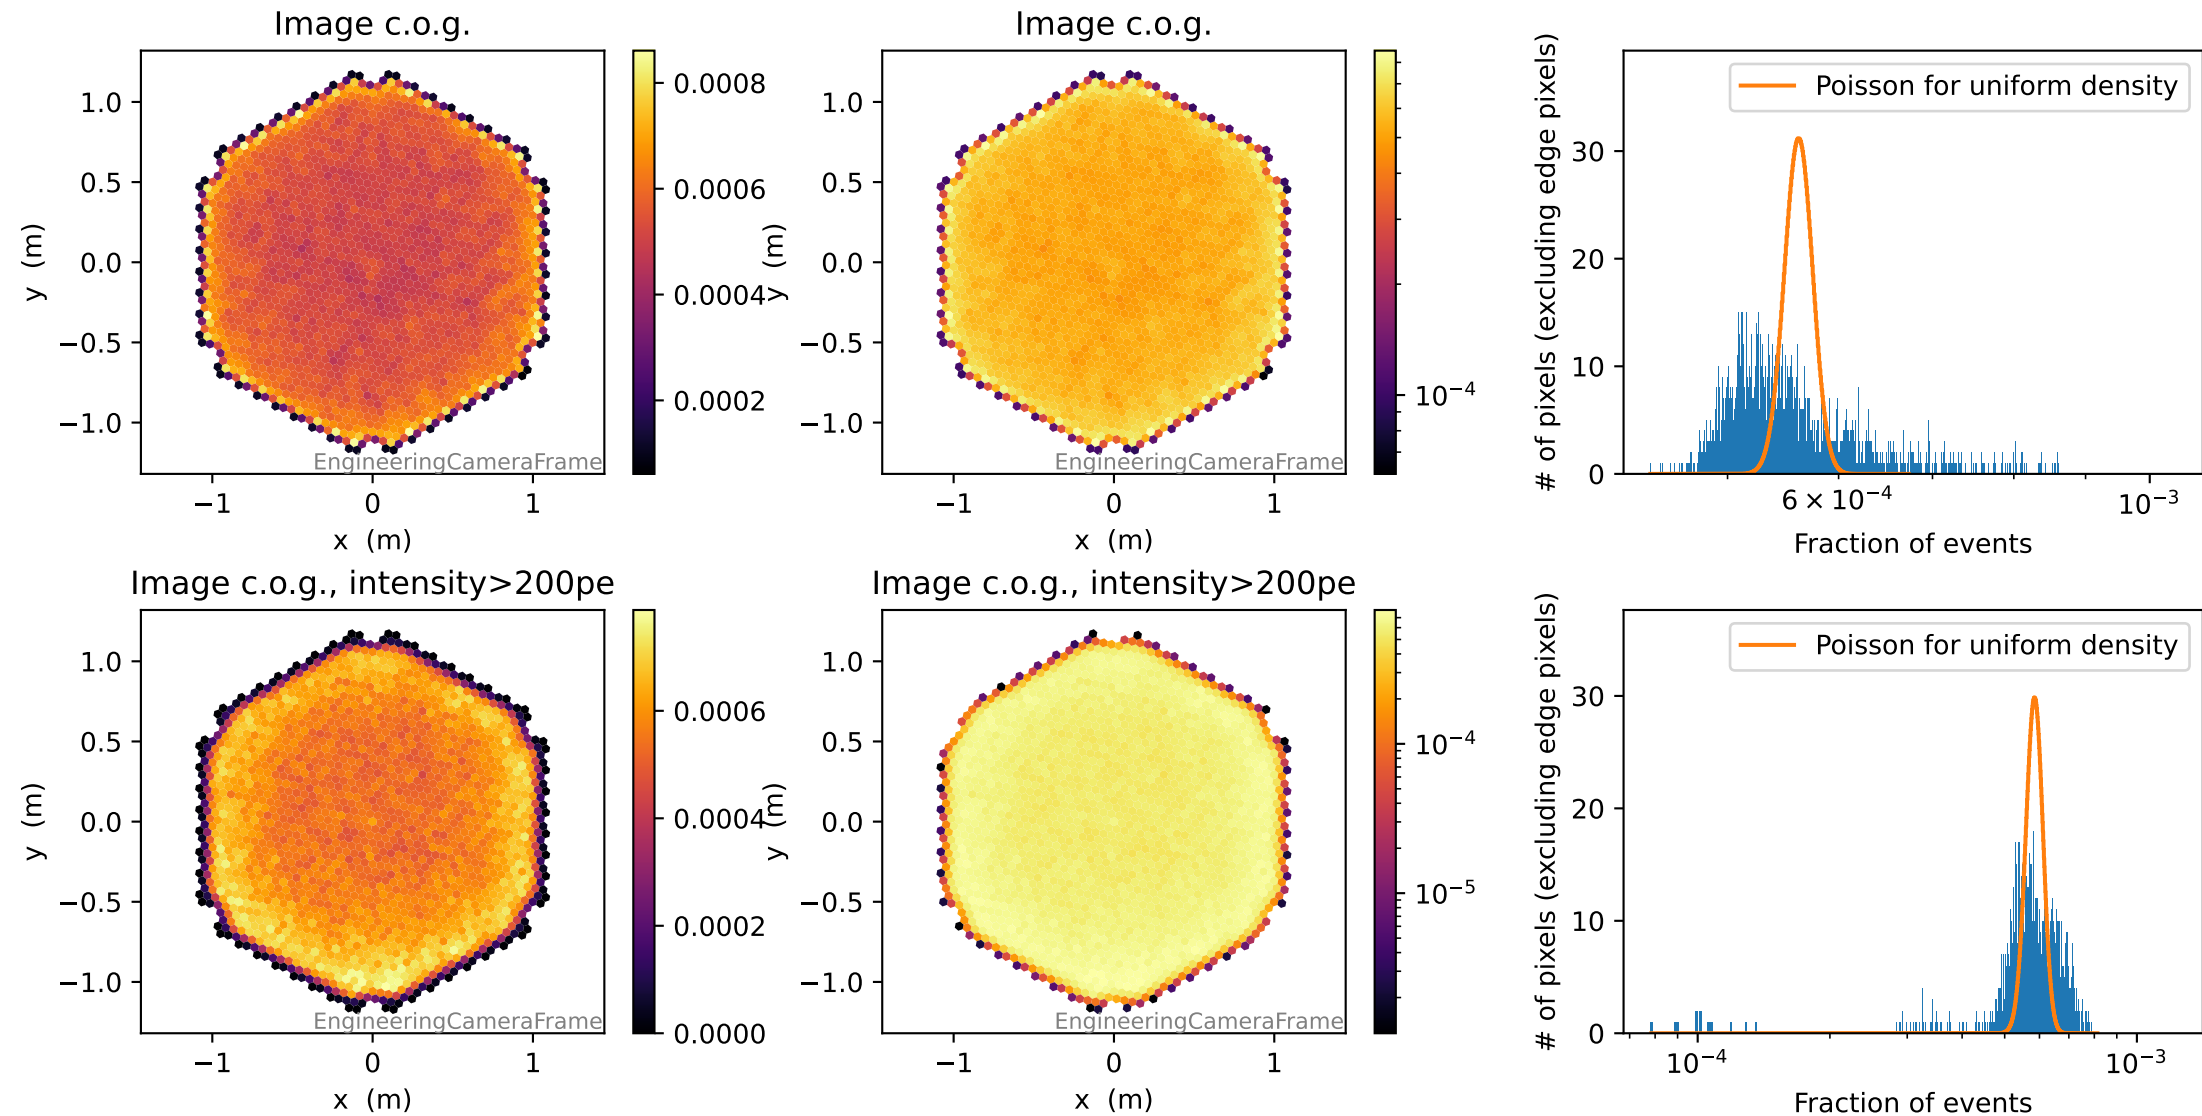 Image c.o.g.
1.0
0.5
0.0
−0.5
−1.0
y (m)
−1
0
1
x (m)
EngineeringCameraFrame
0.0008
0.0006
0.0004
0.0002
Image c.o.g.
1.0
0.5
0.0
−0.5
−1.0
y (m)
−1
0
1
x (m)
EngineeringCameraFrame
10⁻⁴
# of pixels (excluding edge pixels)
30
20
10
0
Poisson for uniform density
6 × 10⁻⁴
10⁻³
Fraction of events
Image c.o.g., intensity>200pe
1.0
0.5
0.0
−0.5
−1.0
y (m)
−1
0
1
x (m)
EngineeringCameraFrame
0.0006
0.0004
0.0002
0.0000
Image c.o.g., intensity>200pe
1.0
0.5
0.0
−0.5
−1.0
y (m)
−1
0
1
x (m)
EngineeringCameraFrame
10⁻⁴
10⁻⁵
# of pixels (excluding edge pixels)
30
20
10
0
Poisson for uniform density
10⁻⁴
10⁻³
Fraction of events